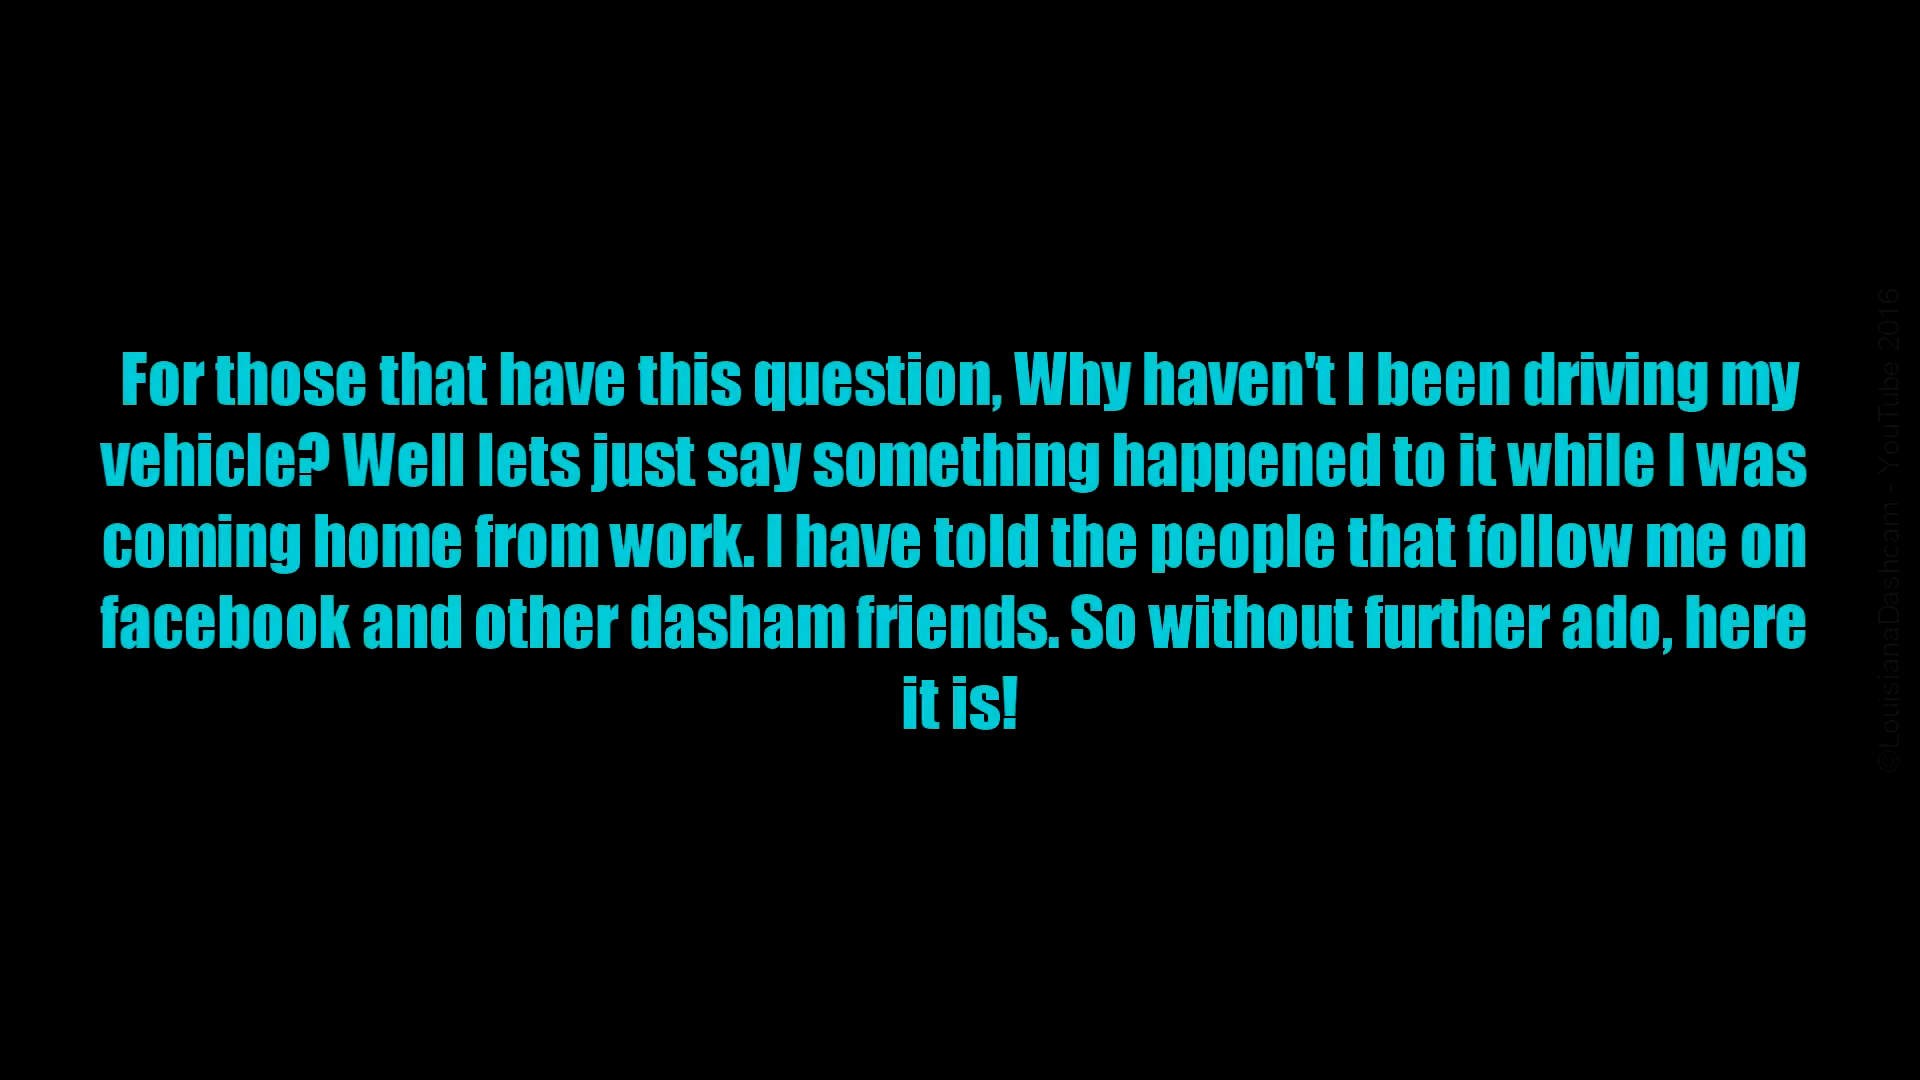 For those that have this question, Why haven't I been driving my
vehicle? Well lets just say something happened to it while I was
coming home from work. I have told the people that follow me on
facebook and other dasham friends. So without further ado, here
it is!
©LouisianaDashcam - YouTube 2016